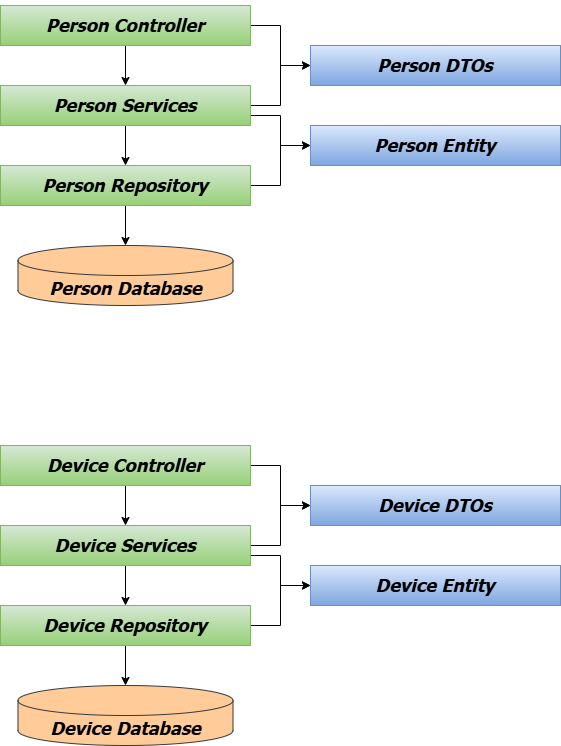 Person Controller
Person DTOs
Person Services
Person Entity
Person Repository
Person Database
Device Controller
Device DTOs
Device Services
Device Entity
Device Repository
Device Database